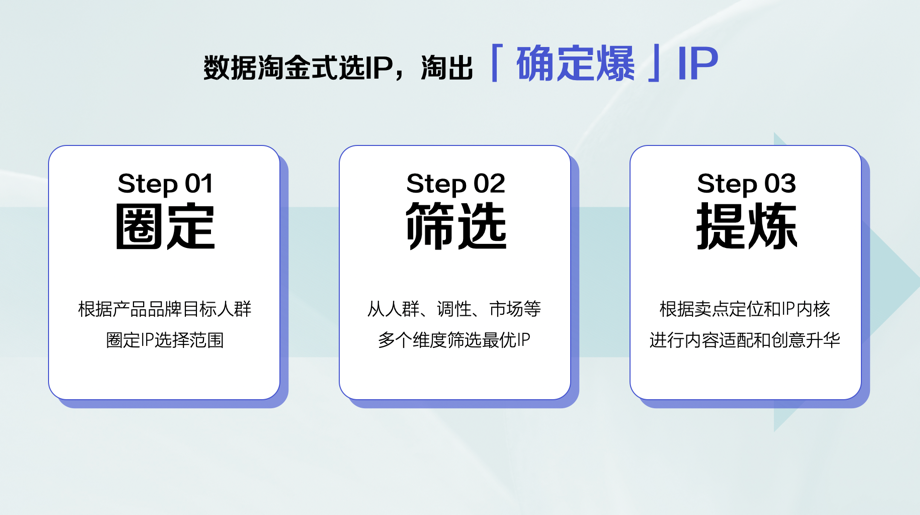 数据淘金式选IP，淘出「确定爆」IP
Step 01
圈定
根据产品品牌目标人群
圈定IP选择范围
Step 02
筛选
从人群、调性、市场等
多个维度筛选最优IP
Step 03
提炼
根据卖点定位和IP内核
进行内容适配和创意升华